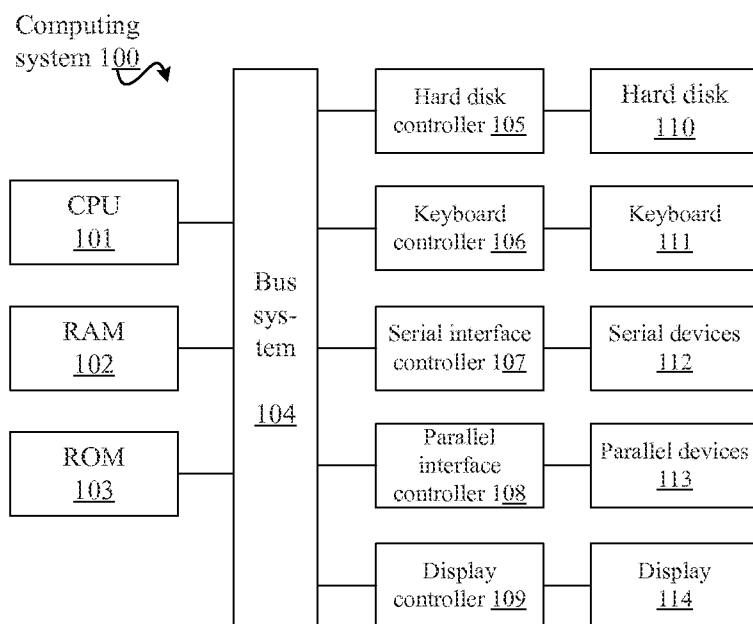 Computing
system 100
CPU
101
RAM
102
ROM
103
Bus
sys-
tem
104
Hard disk
controller 105
Hard disk
110
Keyboard
controller 106
Keyboard
111
Serial interface
controller 107
Serial devices
112
Parallel
interface
controller 108
Parallel devices
113
Display
controller 109
Display
114